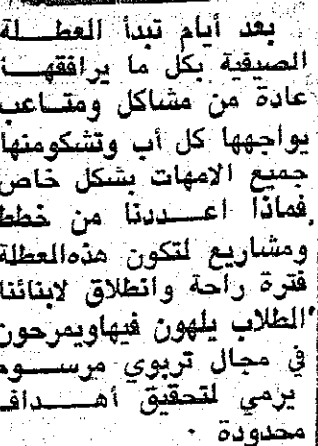 بعد أيام تبدأ العطلة
الصيفية بكل ما يرافقها
عادة من مشاكل ومتاعب
يواجهها كل أب وتشكومنها
جميع الامهات بشكل خاص
فماذا اعددنا من خطط
ومشاريع لتكون هذه العطلة
فترة راحة وانطلاق لابنائنا
الطلاب يلهون فيهاويمرحون
في مجال تربوي مرسوم
يرمي لتحقيق أهداف
محدودة .